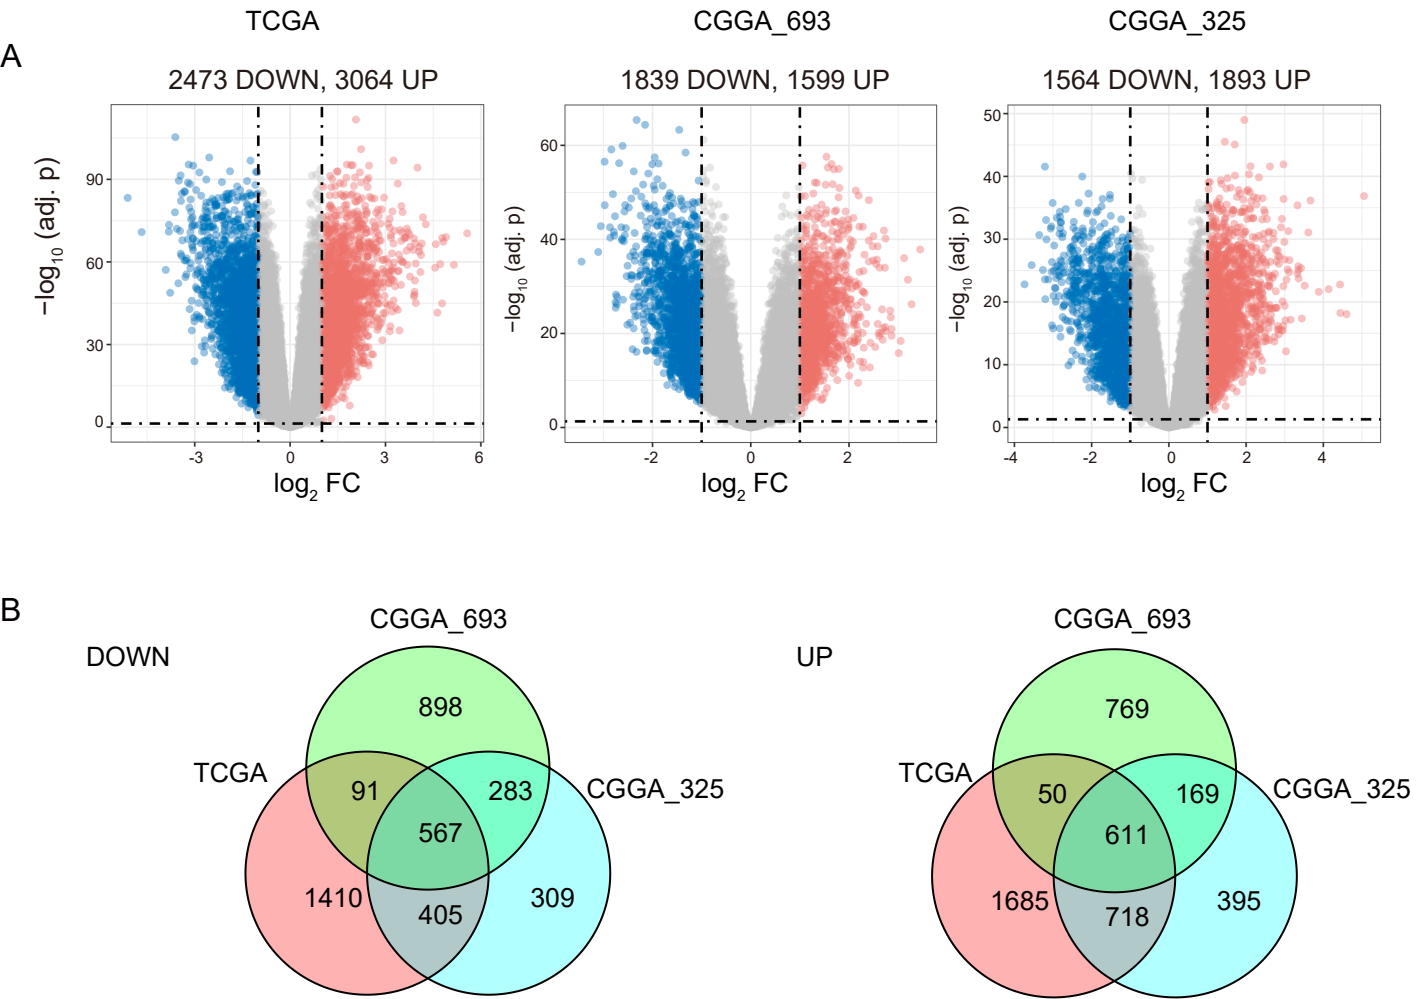 TCGA
CGGA_693
CGGA_325
A
2473 DOWN, 3064 UP
1839 DOWN, 1599 UP
1564 DOWN, 1893 UP
−log10 (adj. p)
90
60
30
0
-3
0
3
6
log2 FC
−log10 (adj. p)
60
40
20
0
-2
0
2
log2 FC
−log10 (adj. p)
50
40
30
20
10
0
-4
-2
0
2
4
log2 FC
B
DOWN
CGGA_693
TCGA
CGGA_325
898
91
283
567
1410
405
309
UP
CGGA_693
TCGA
CGGA_325
769
50
169
611
1685
718
395